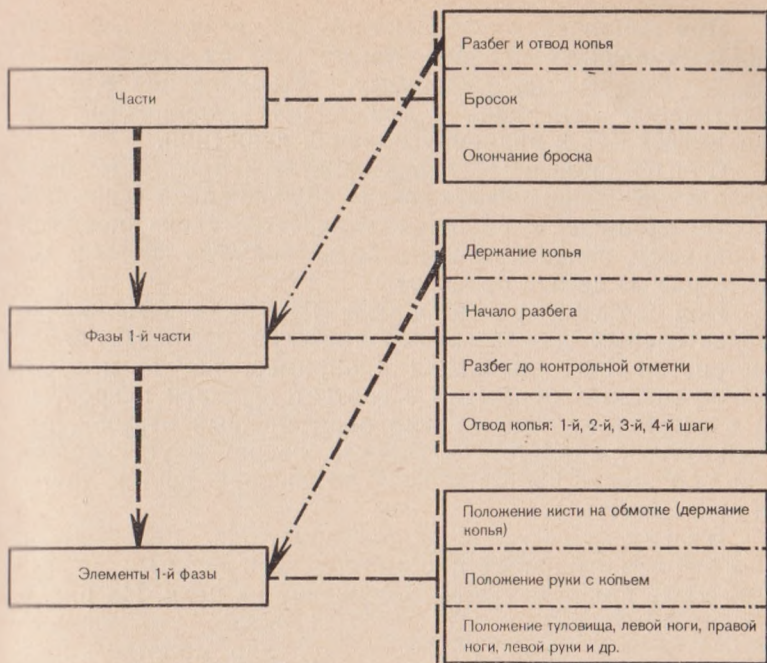 Части
Разбег и отвод копья
Бросок
Окончание броска
Фазы 1-й части
Держание копья
Начало разбега
Разбег до контрольной отметки
Отвод копья: 1-й, 2-й, 3-й, 4-й шаги
Элементы 1-й фазы
Положение кисти на обмотке (держание
копья)
Положение руки с копьем
Положение туловища, левой ноги, правой
ноги, левой руки и др.